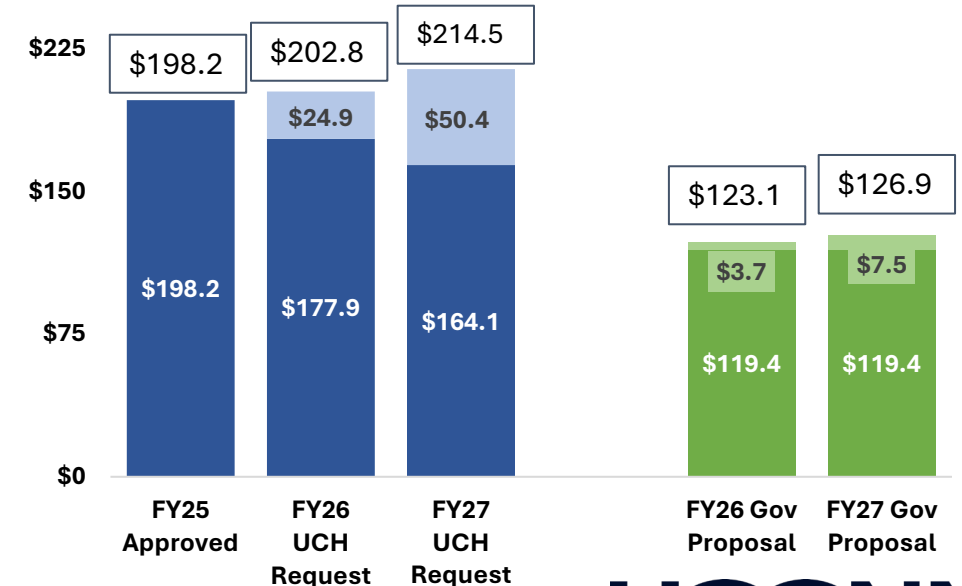 $225
$150
$75
$0
$198.2
$202.8
$214.5
$24.9
$50.4
$198.2
$177.9
$164.1
$123.1
$126.9
$3.7
$7.5
$119.4
$119.4
FY25
Approved
FY26
UCH
Request
FY27
UCH
Request
FY26 Gov
Proposal
FY27 Gov
Proposal